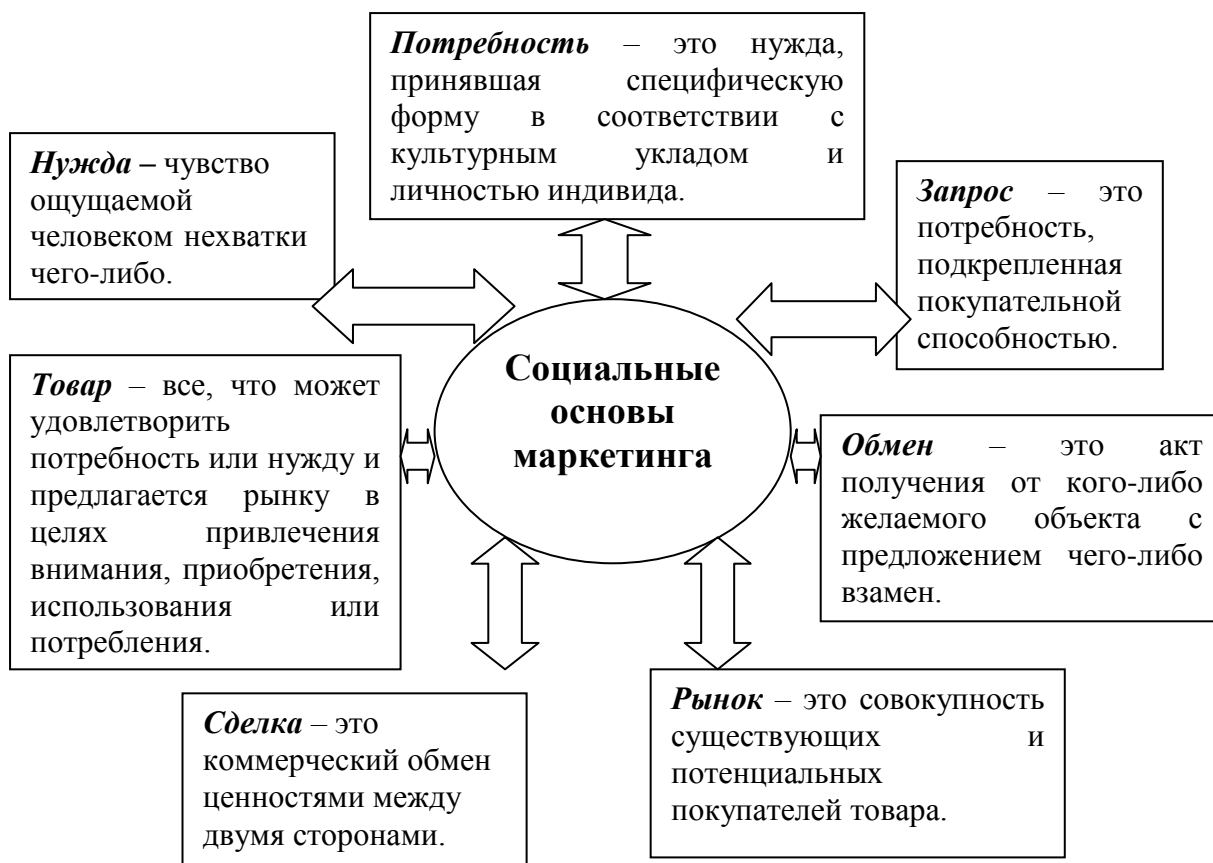 Потребность – это нужда,
принявшая специфическую
форму в соответствии с
культурным укладом и
личностью индивида.
Нужда – чувство
ощущаемой
человеком нехватки
чего-либо.
Запрос – это
потребность,
подкрепленная
покупательной
способностью.
Социальные
основы
маркетинга
Товар – все, что может
удовлетворить
потребность или нужду и
предлагается рынку в
целях привлечения
внимания, приобретения,
использования или
потребления.
Обмен – это акт
получения от кого-либо
желаемого объекта с
предложением чего-либо
взамен.
Сделка – это
коммерческий обмен
ценностями между
двумя сторонами.
Рынок – это совокупность
существующих и
потенциальных
покупателей товара.